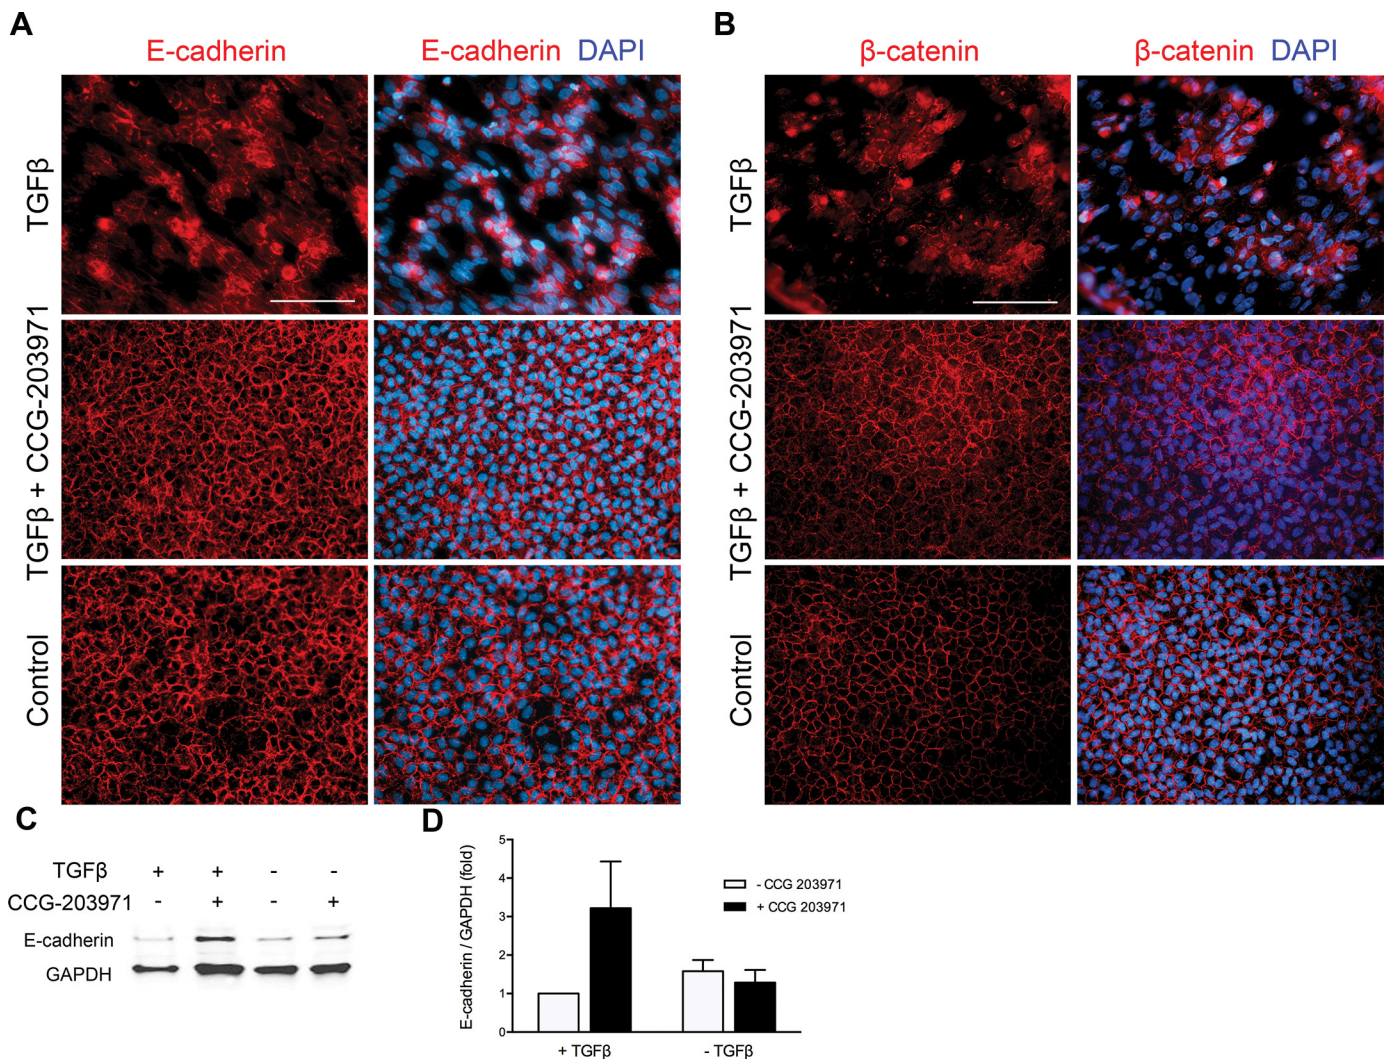 A
B
E-cadherin
E-cadherin DAPI
β-catenin
β-catenin DAPI
TGFβ
TGFβ + CCG-203971
Control
TGFβ
TGFβ + CCG-203971
Control
C
TGFβ + + - -
CCG-203971 - + - +
E-cadherin
GAPDH
D
E-cadherin / GAPDH (fold)
5
4
3
2
1
0
- CCG 203971
+ CCG 203971
+ TGFβ
- TGFβ